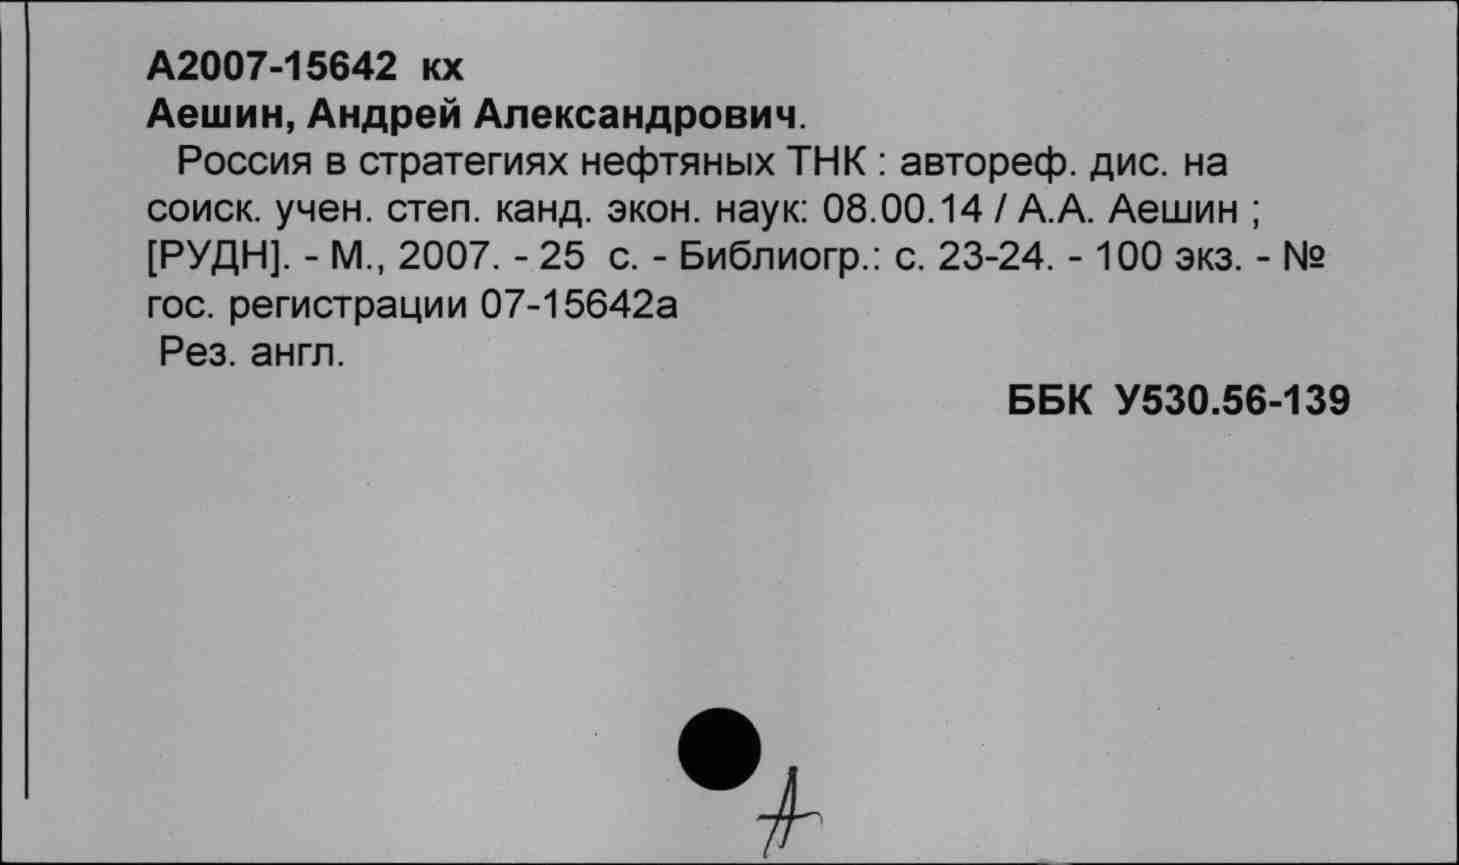 А2007-15642 кх
Аешин, Андрей Александрович.
Россия в стратегиях нефтяных ТНК : автореф. дис. на
соиск. учен. степ. канд. экон. наук: 08.00.14 / А.А. Аешин ;
[РУДН]. - М., 2007. - 25 с. - Библиогр.: с. 23-24. - 100 экз. - №
гос. регистрации 07-15642а
Рез. англ.
ББК У530.56-139
А